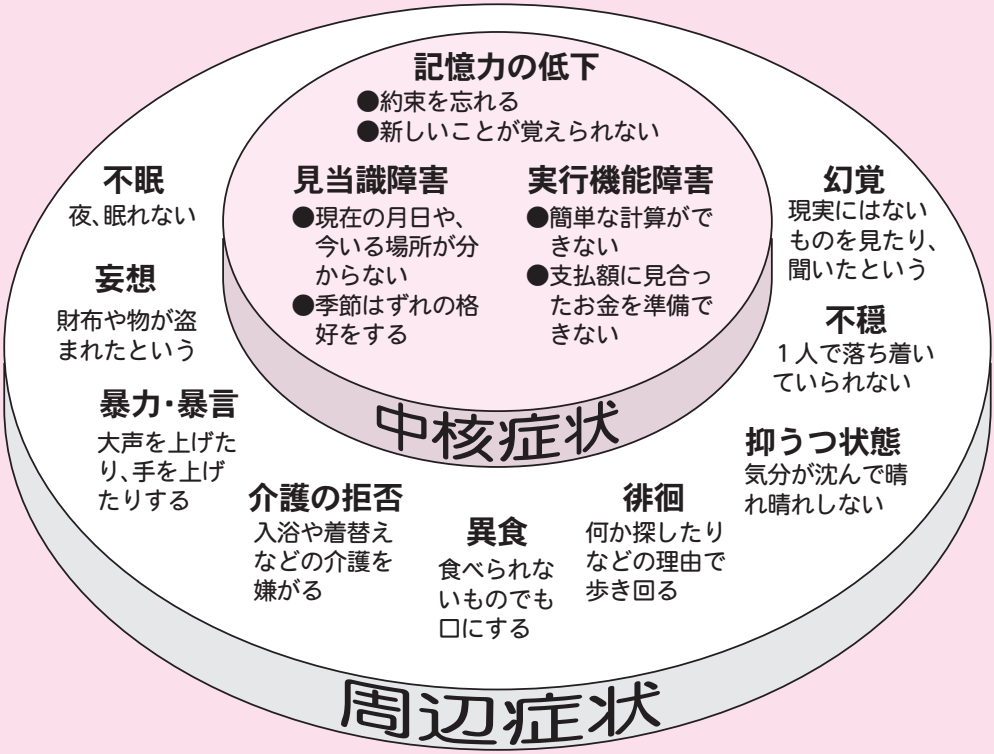 記憶力の低下
●約束を忘れる
●新しいことが覚えられない
見当識障害
●現在の月日や、
今いる場所が分
からない
●季節はずれの格
好をする
実行機能障害
●簡単な計算がで
きない
●支払額に見合っ
たお金を準備で
きない
中核症状
不眠
夜、眠れない
妄想
財布や物が盗
まれたという
暴力・暴言
大声を上げた
り、手を上げ
たりする
介護の拒否
入浴や着替え
などの介護を
嫌がる
異食
食べられな
いものでも
口にする
徘徊
何か探したり
などの理由で
歩き回る
抑うつ状態
気分が沈んで晴
れ晴れしない
不穏
1人で落ち着い
ていられない
幻覚
現実にはない
ものを見たり、
聞いたという
周辺症状